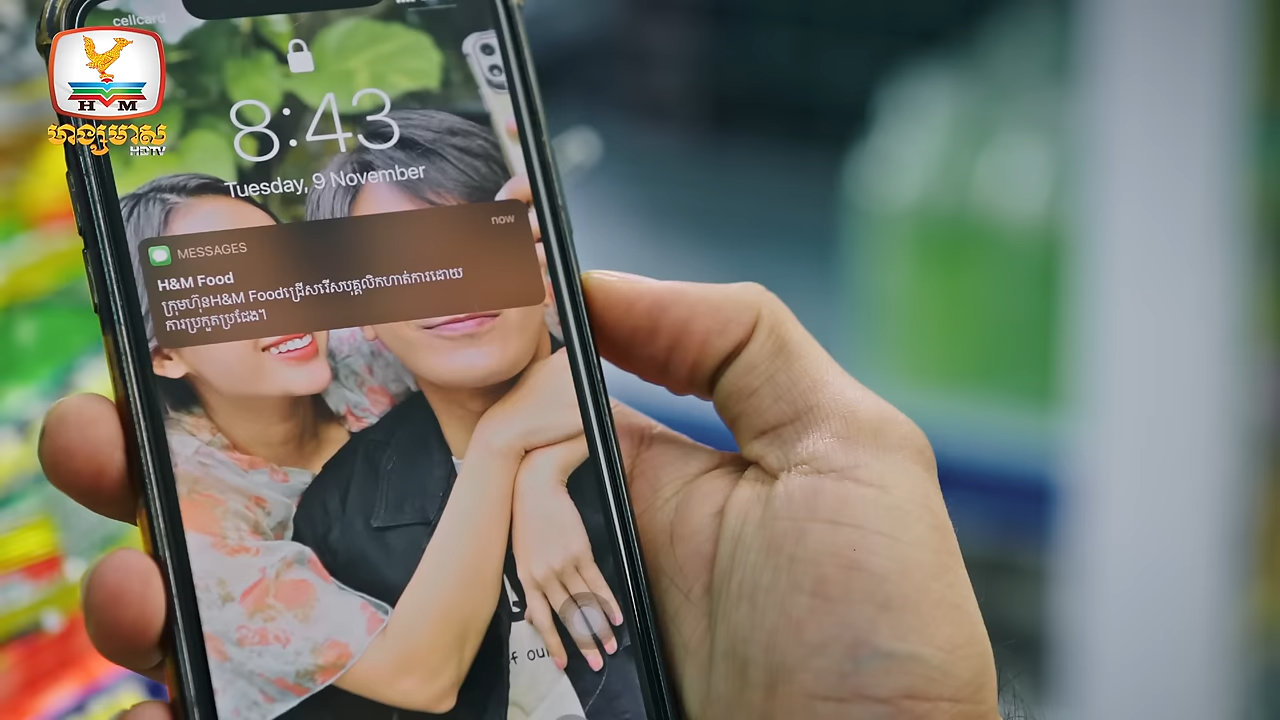 cellcard
H M
ហង្សមាស
HDTV
8:43
Tuesday, 9 November
MESSAGES
now
H&M Food
ក្រុមហ៊ុនH&M Foodជ្រើសរើសបុគ្គលិកហាត់ការដោយ
ការប្រកួតប្រជែង។
of our